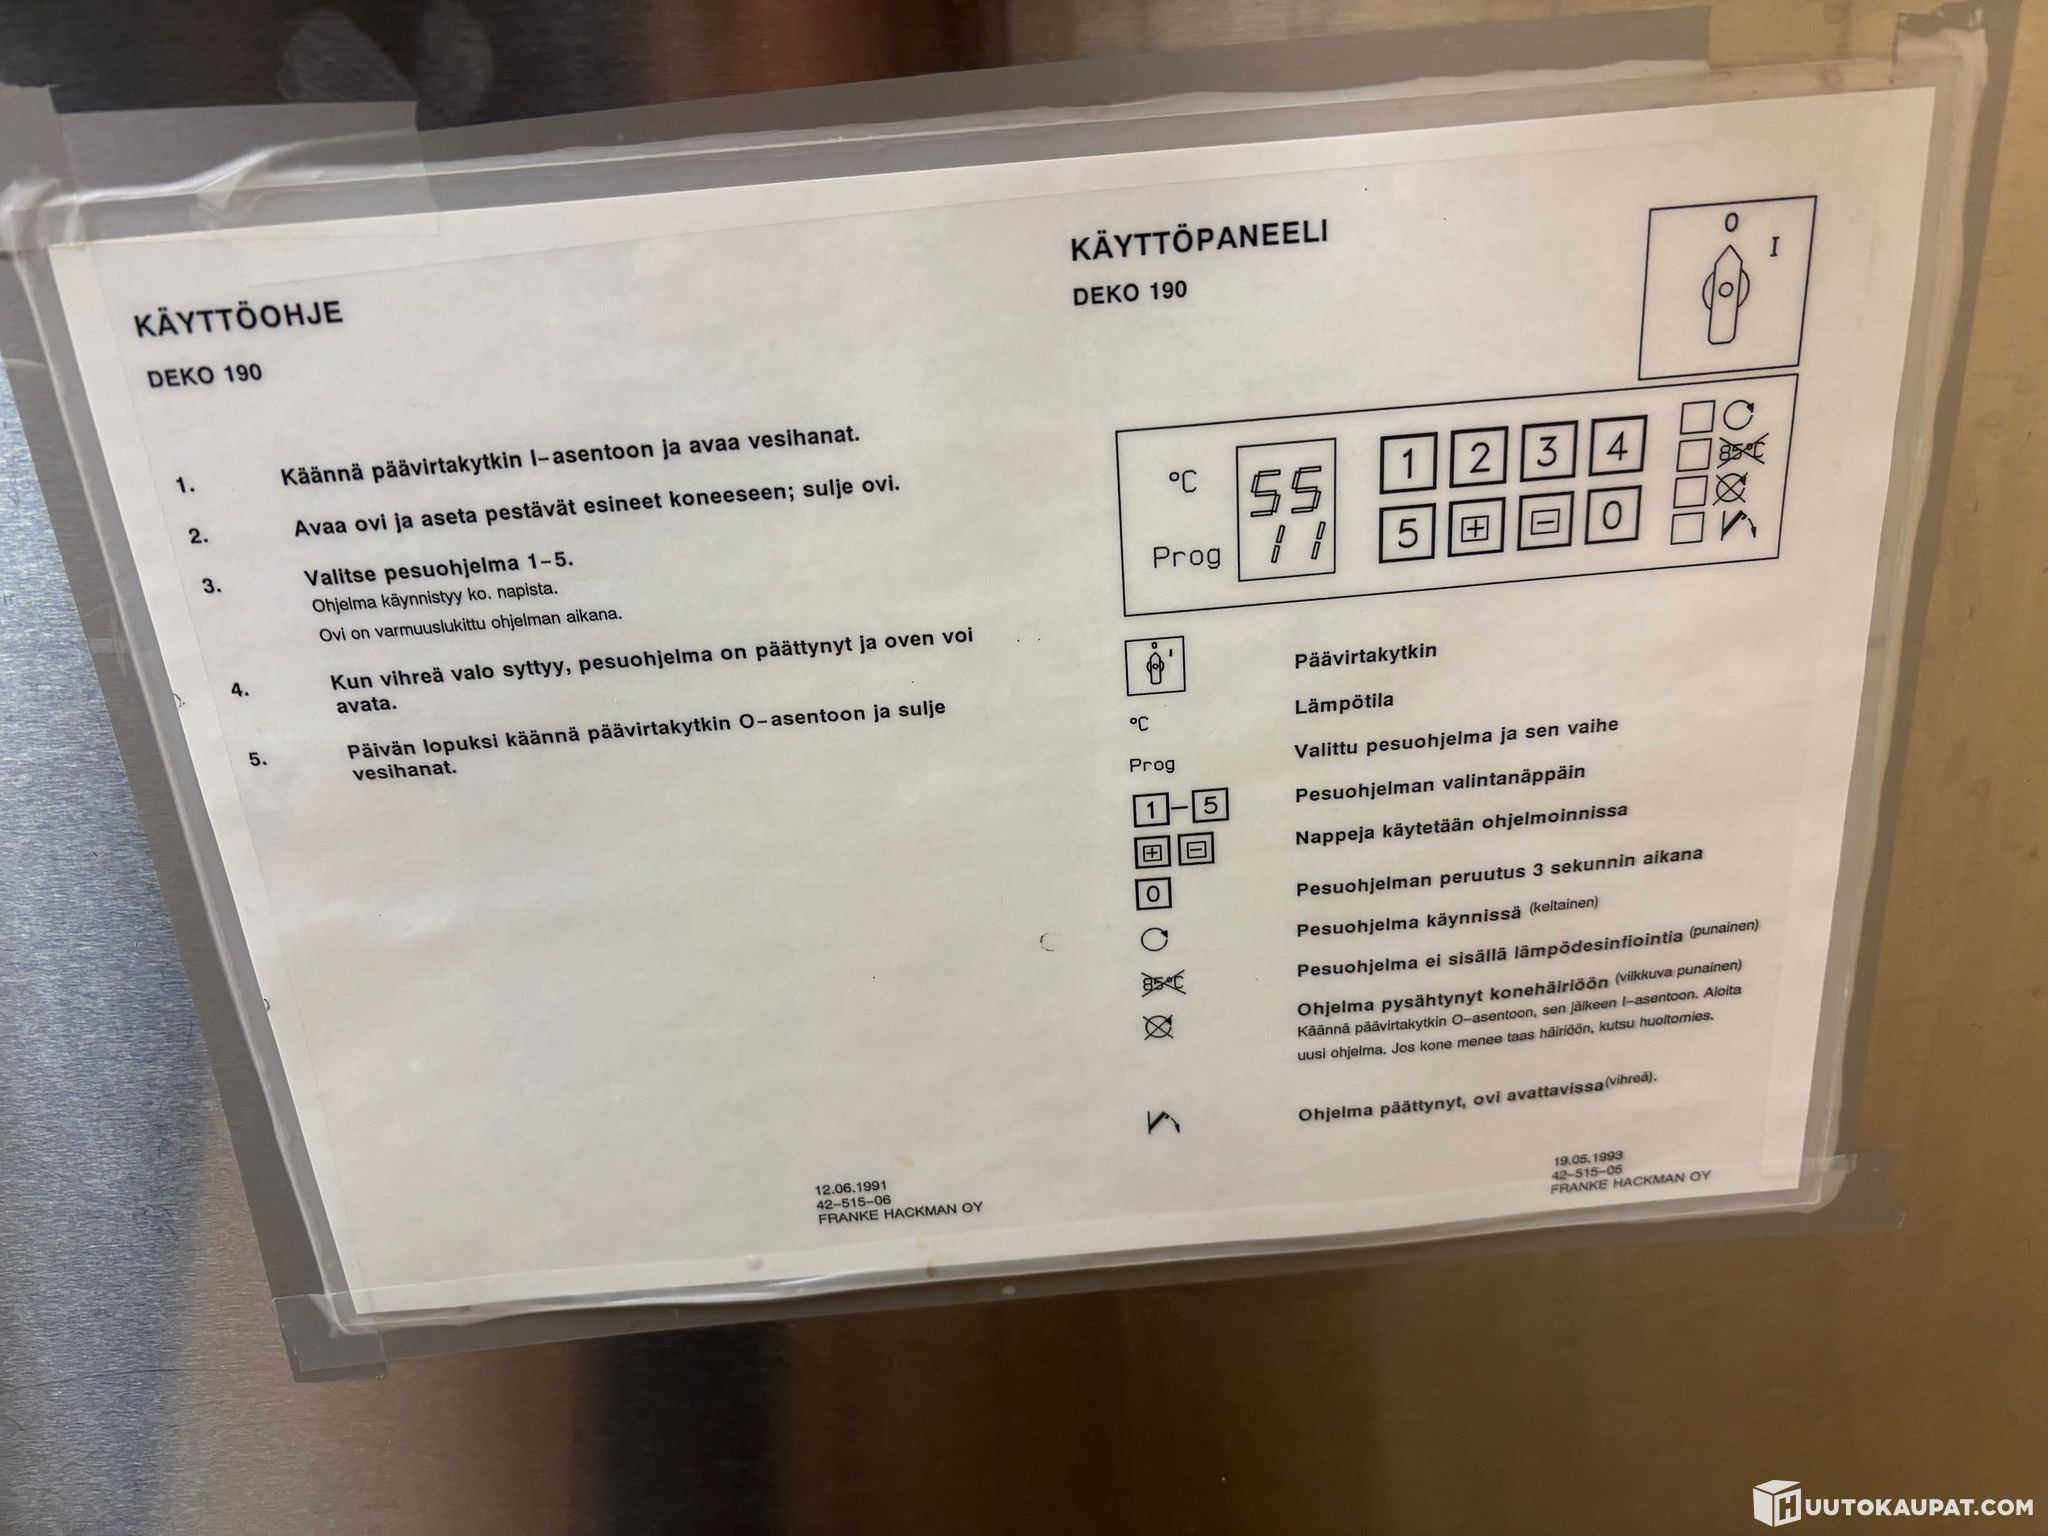 KÄYTTÖOHJE
DEKO 190
1. Käännä päävirtakytkin I-asentoon ja avaa vesihanat.
2. Avaa ovi ja aseta pestävät esineet koneeseen; sulje ovi.
3. Valitse pesuohjelma 1-5.
Ohjelma käynnistyy ko. napista.
Ovi on varmuuslukittu ohjelman aikana.
4. Kun vihreä valo syttyy, pesuohjelma on päättynyt ja oven voi
avata.
5. Päivän lopuksi käännä päävirtakytkin O-asentoon ja sulje
vesihanat.
12.06.1991
42-515-06
FRANKE HACKMAN OY
KÄYTTÖPANEELI
DEKO 190
O I
°C 55 1 2 3 4
85°C
Prog 11 5 + - 0
O I Päävirtakytkin
°C Lämpötila
Prog Valittu pesuohjelma ja sen vaihe
1-5 Pesuohjelman valintanäppäin
+ - Nappeja käytetään ohjelmoinnissa
0 Pesuohjelman peruutus 3 sekunnin aikana
Pesuohjelma käynnissä (keltainen)
85°C Pesuohjelma ei sisällä lämpödesinfiointia (punainen)
Ohjelma pysähtynyt konehäiriöön (vilkkuva punainen)
Käännä päävirtakytkin O-asentoon, sen jälkeen I-asentoon. Aloita
uusi ohjelma. Jos kone menee taas häiriöön, kutsu huoltomies.
Ohjelma päättynyt, ovi avattavissa (vihreä).
19.05.1993
42-515-05
FRANKE HACKMAN OY
HUUTOKAUPAT.COM